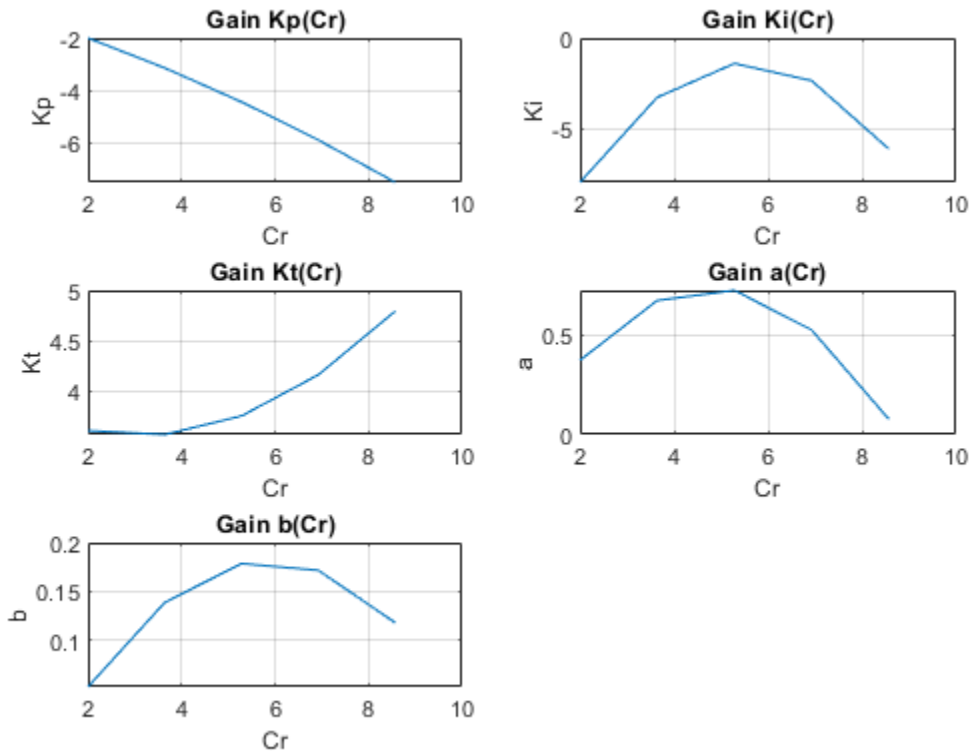 Gain Kp(Cr)
Gain Ki(Cr)
-2
-4
-6
Kp
2 4 6 8 10
Cr
0
-5
Ki
2 4 6 8 10
Cr
Gain Kt(Cr)
Gain a(Cr)
5
4.5
4
Kt
2 4 6 8 10
Cr
0.5
0
a
2 4 6 8 10
Cr
Gain b(Cr)
0.2
0.15
0.1
b
2 4 6 8 10
Cr